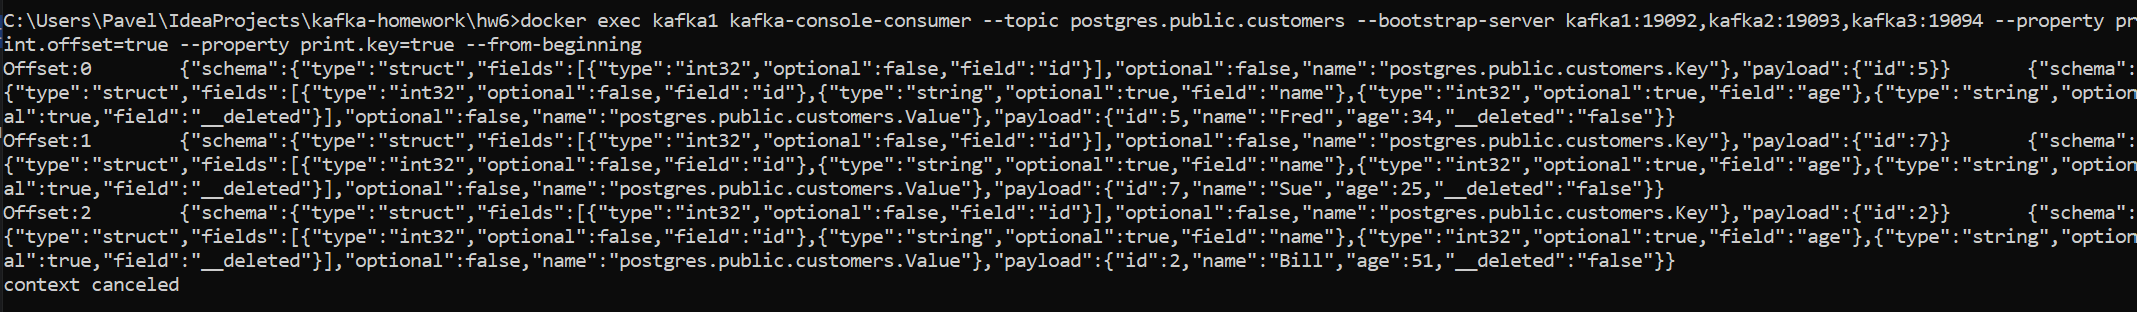 C:\Users\Pavel\IdeaProjects\kafka-homework\hw6>docker exec kafka1 kafka-console-consumer --topic postgres.public.customers --bootstrap-server kafka1:19092,kafka2:19093,kafka3:19094 --property pr
int.offset=true --property print.key=true --from-beginning
Offset:0	{"schema":{"type":"struct","fields":[{"type":"int32","optional":false,"field":"id"}],"optional":false,"name":"postgres.public.customers.Key"},"payload":{"id":5}}	{"schema":
{"type":"struct","fields":[{"type":"int32","optional":false,"field":"id"},{"type":"string","optional":true,"field":"name"},{"type":"int32","optional":true,"field":"age"},{"type":"string","option
al":true,"field":"__deleted"}],"optional":false,"name":"postgres.public.customers.Value"},"payload":{"id":5,"name":"Fred","age":34,"__deleted":"false"}}
Offset:1	{"schema":{"type":"struct","fields":[{"type":"int32","optional":false,"field":"id"}],"optional":false,"name":"postgres.public.customers.Key"},"payload":{"id":7}}	{"schema":
{"type":"struct","fields":[{"type":"int32","optional":false,"field":"id"},{"type":"string","optional":true,"field":"name"},{"type":"int32","optional":true,"field":"age"},{"type":"string","option
al":true,"field":"__deleted"}],"optional":false,"name":"postgres.public.customers.Value"},"payload":{"id":7,"name":"Sue","age":25,"__deleted":"false"}}
Offset:2	{"schema":{"type":"struct","fields":[{"type":"int32","optional":false,"field":"id"}],"optional":false,"name":"postgres.public.customers.Key"},"payload":{"id":2}}	{"schema":
{"type":"struct","fields":[{"type":"int32","optional":false,"field":"id"},{"type":"string","optional":true,"field":"name"},{"type":"int32","optional":true,"field":"age"},{"type":"string","option
al":true,"field":"__deleted"}],"optional":false,"name":"postgres.public.customers.Value"},"payload":{"id":2,"name":"Bill","age":51,"__deleted":"false"}}
context canceled